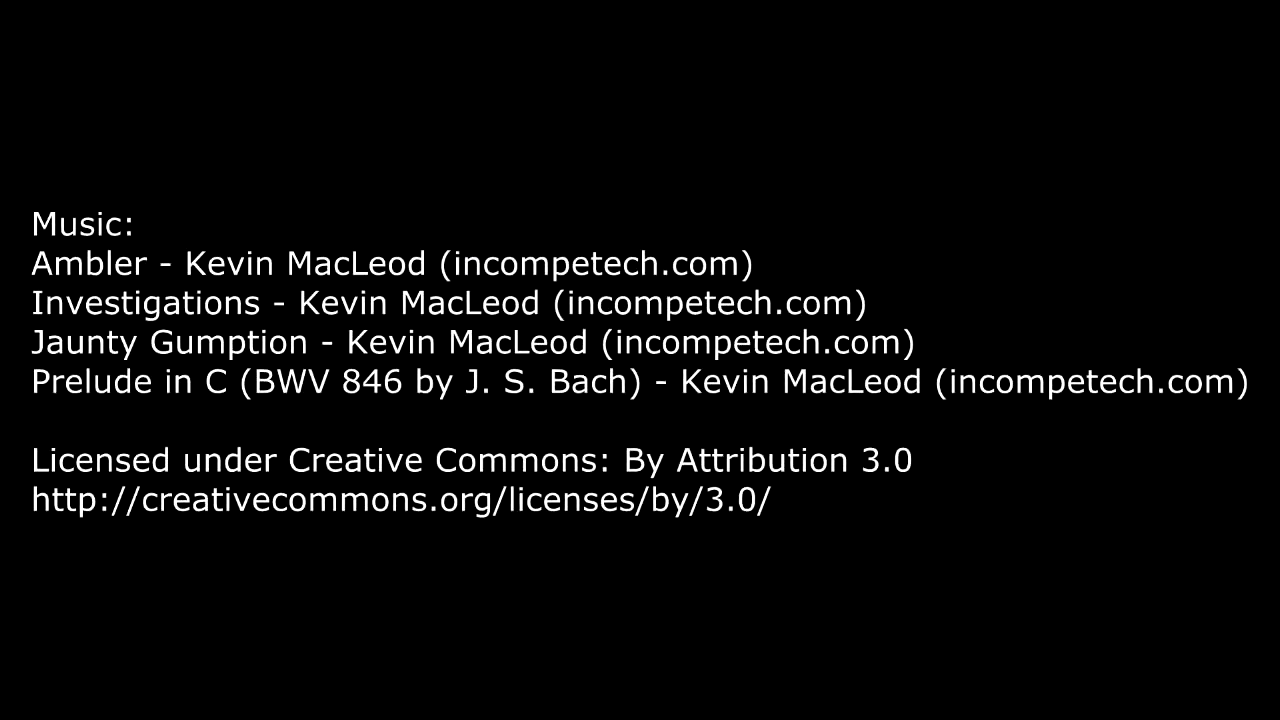 Music:
Ambler - Kevin MacLeod (incompetech.com)
Investigations - Kevin MacLeod (incompetech.com)
Jaunty Gumption - Kevin MacLeod (incompetech.com)
Prelude in C (BWV 846 by J. S. Bach) - Kevin MacLeod (incompetech.com)
Licensed under Creative Commons: By Attribution 3.0
http://creativecommons.org/licenses/by/3.0/